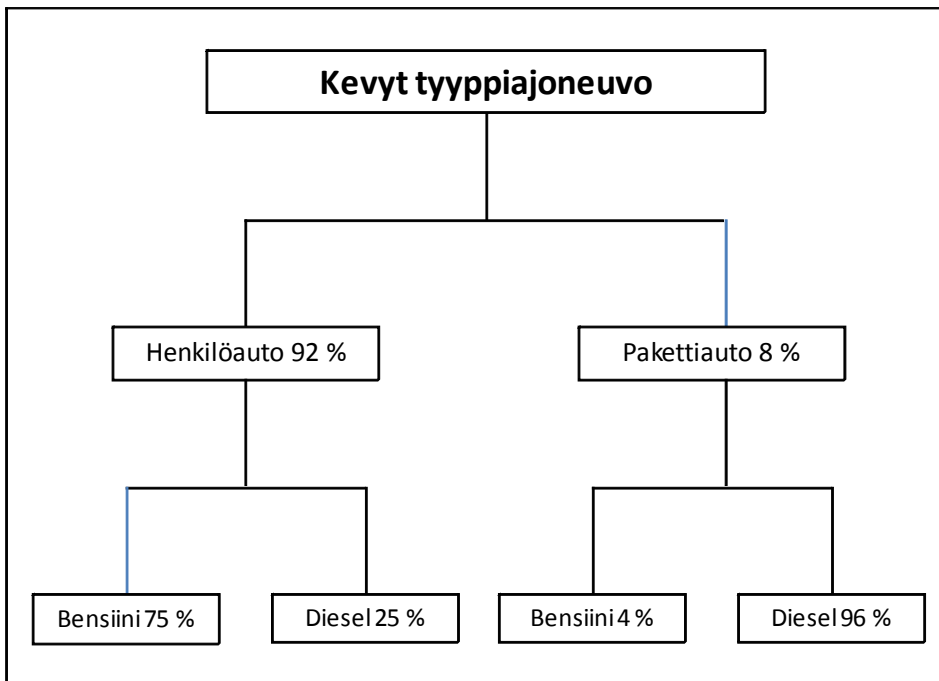 Kevyt tyyppiajoneuvo
Henkilöauto 92 %
Pakettiauto 8 %
Bensiini 75 %
Diesel 25 %
Bensiini 4 %
Diesel 96 %